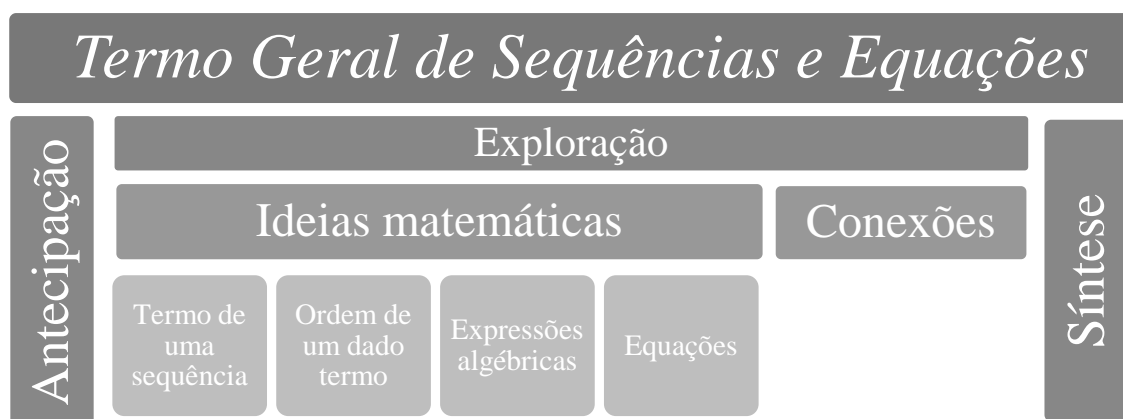 Termo Geral de Sequências e Equações
Antecipação
Exploração
Ideias matemáticas
Conexões
Termo de
uma
sequência
Ordem de
um dado
termo
Expressões
algébricas
Equações
Síntese